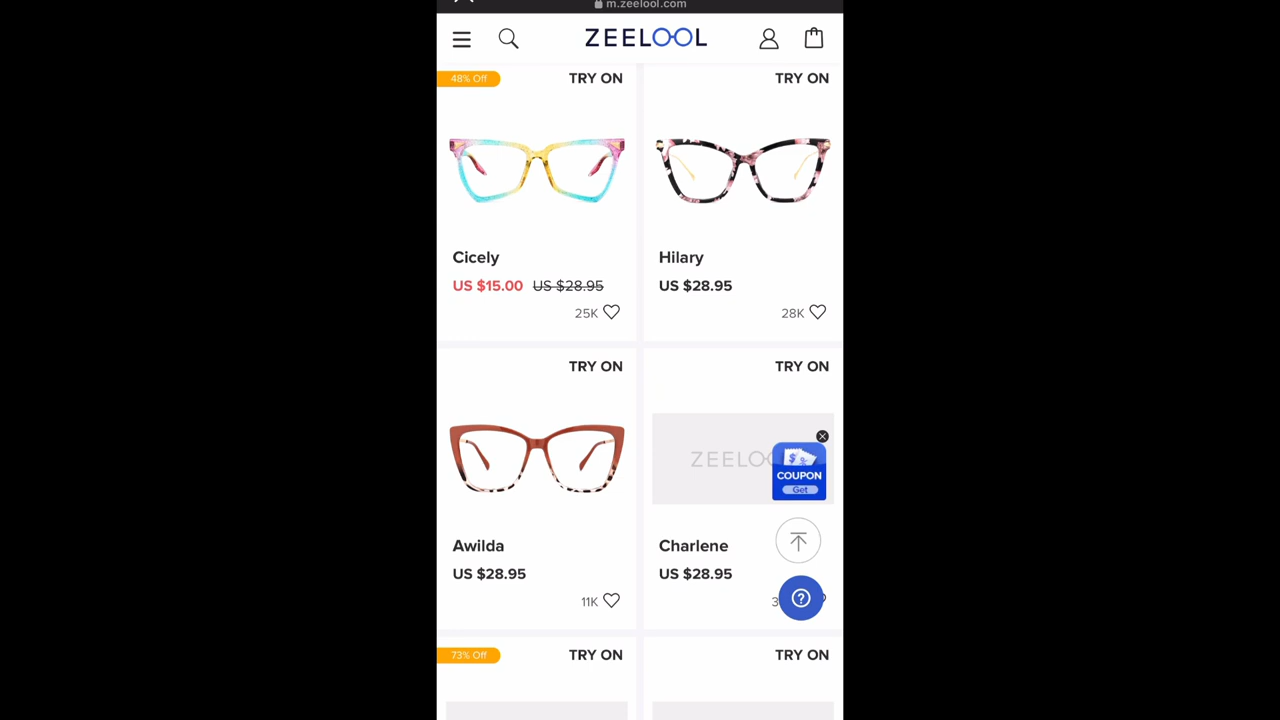 m.zeelool.com
ZEELOOL
48% Off
TRY ON
TRY ON
Cicely
Hilary
US $15.00 US $28.95
US $28.95
25K
28K
TRY ON
TRY ON
COUPON
Get
Awilda
Charlene
US $28.95
US $28.95
11K
73% Off
TRY ON
TRY ON